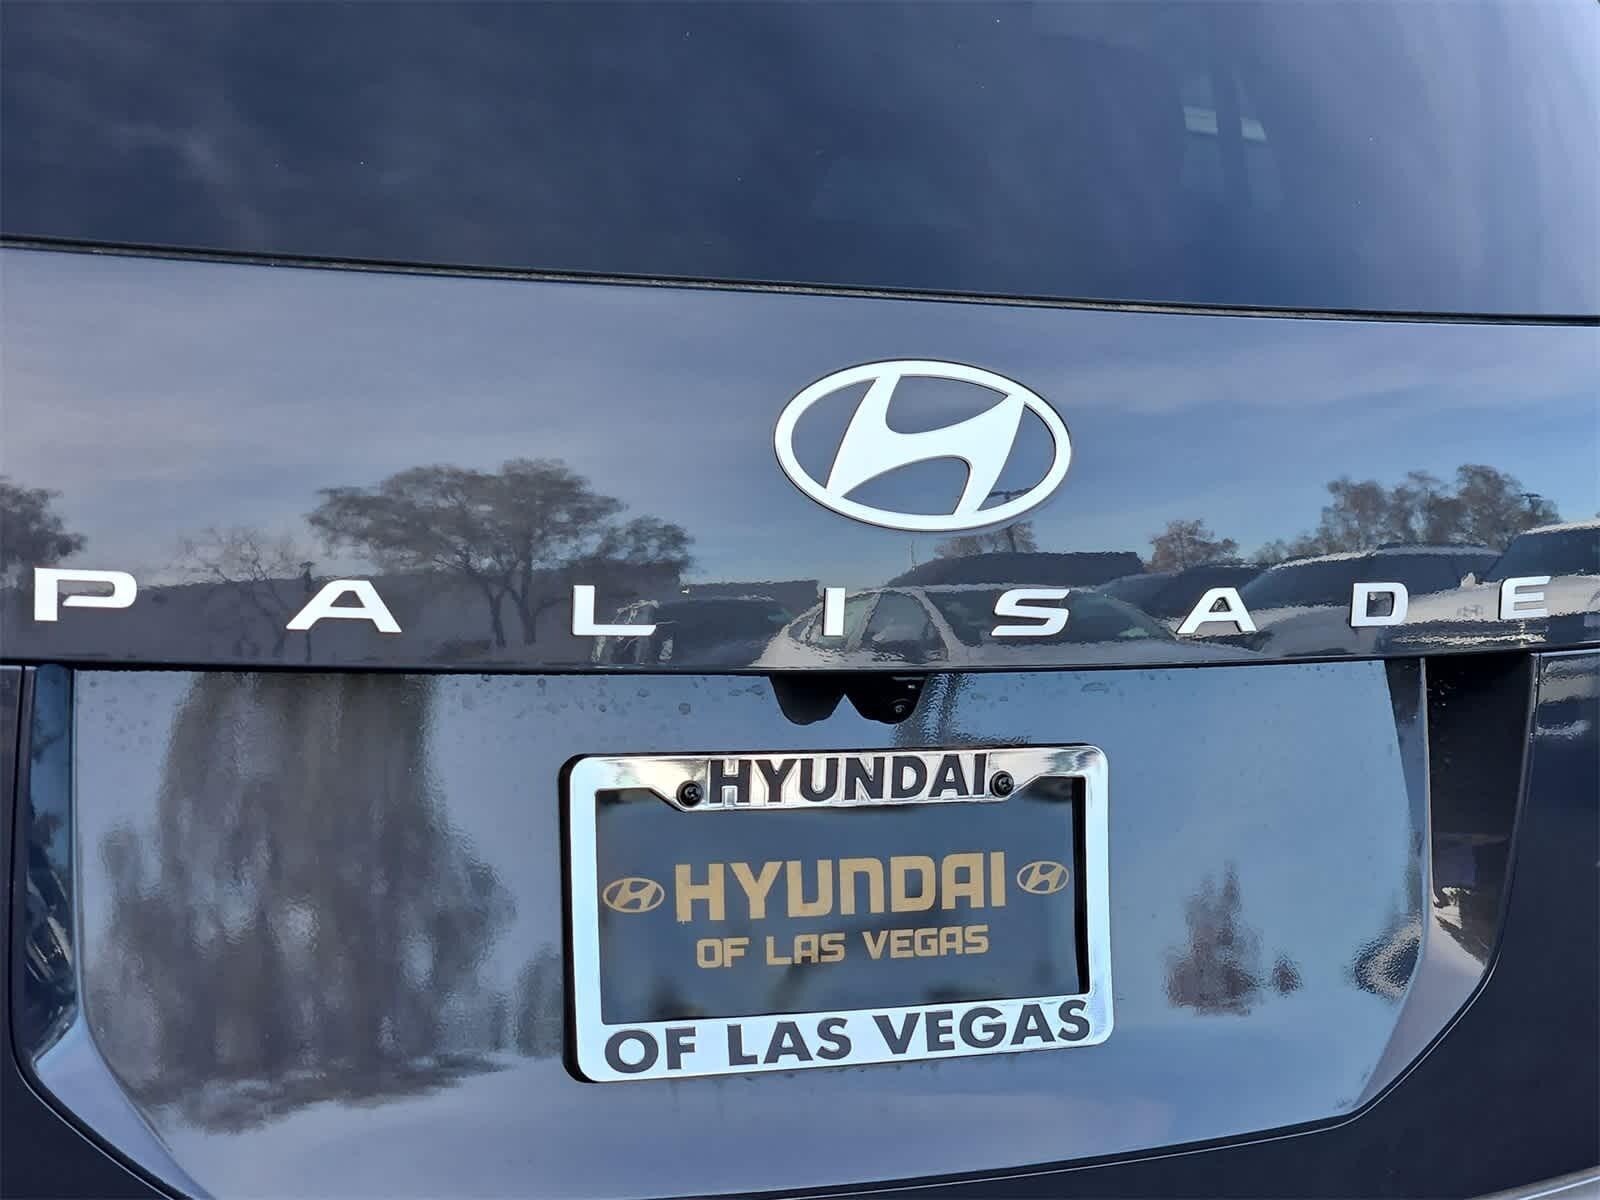 PALISADE
HYUNDAI
HYUNDAI
OF LAS VEGAS
OF LAS VEGAS